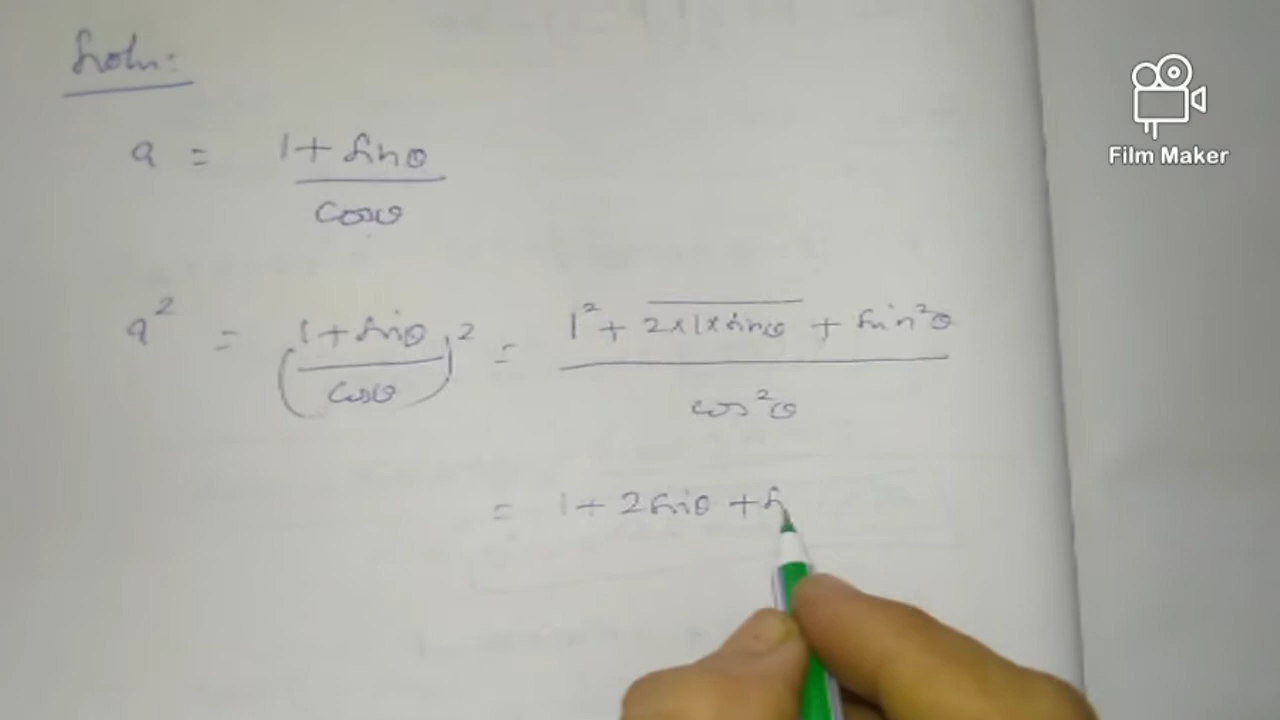 Soln:
a = 1 + sinθ / cosθ
a² = (1 + sinθ / cosθ)² = 1² + 2×1×sinθ + sin²θ / cos²θ
= 1 + 2sinθ + s
Film Maker